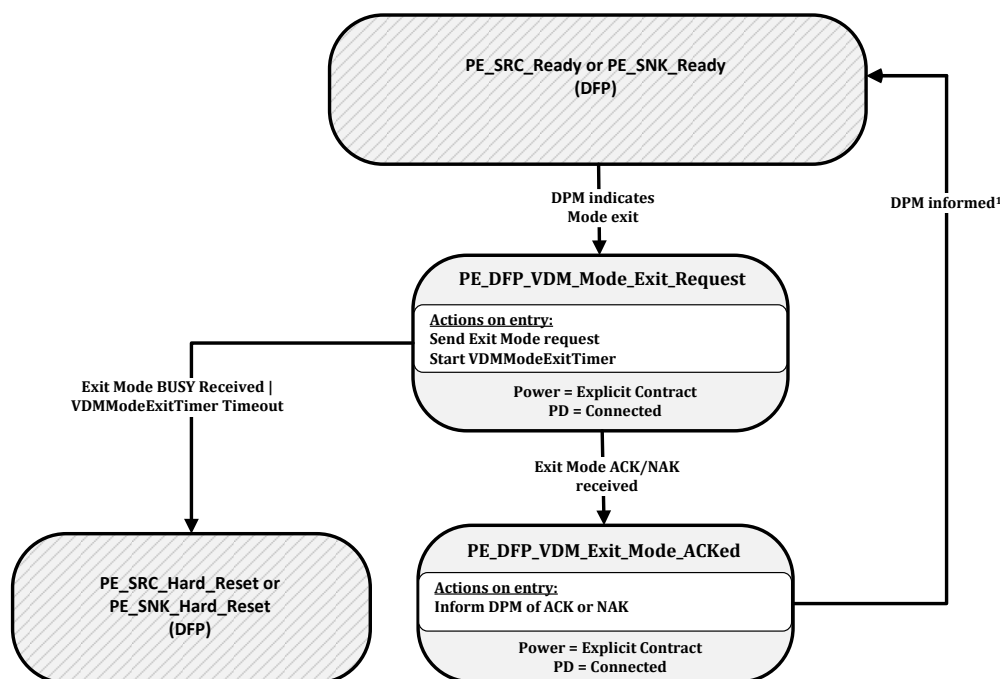 PE_SRC_Ready or PE_SNK_Ready
(DFP)
DPM indicates
Mode exit
DPM informed¹
PE_DFP_VDM_Mode_Exit_Request
Actions on entry:
Send Exit Mode request
Start VDMModeExitTimer
Power = Explicit Contract
PD = Connected
Exit Mode BUSY Received |
VDMModeExitTimer Timeout
Exit Mode ACK/NAK
received
PE_DFP_VDM_Exit_Mode_ACKed
Actions on entry:
Inform DPM of ACK or NAK
Power = Explicit Contract
PD = Connected
PE_SRC_Hard_Reset or
PE_SNK_Hard_Reset
(DFP)